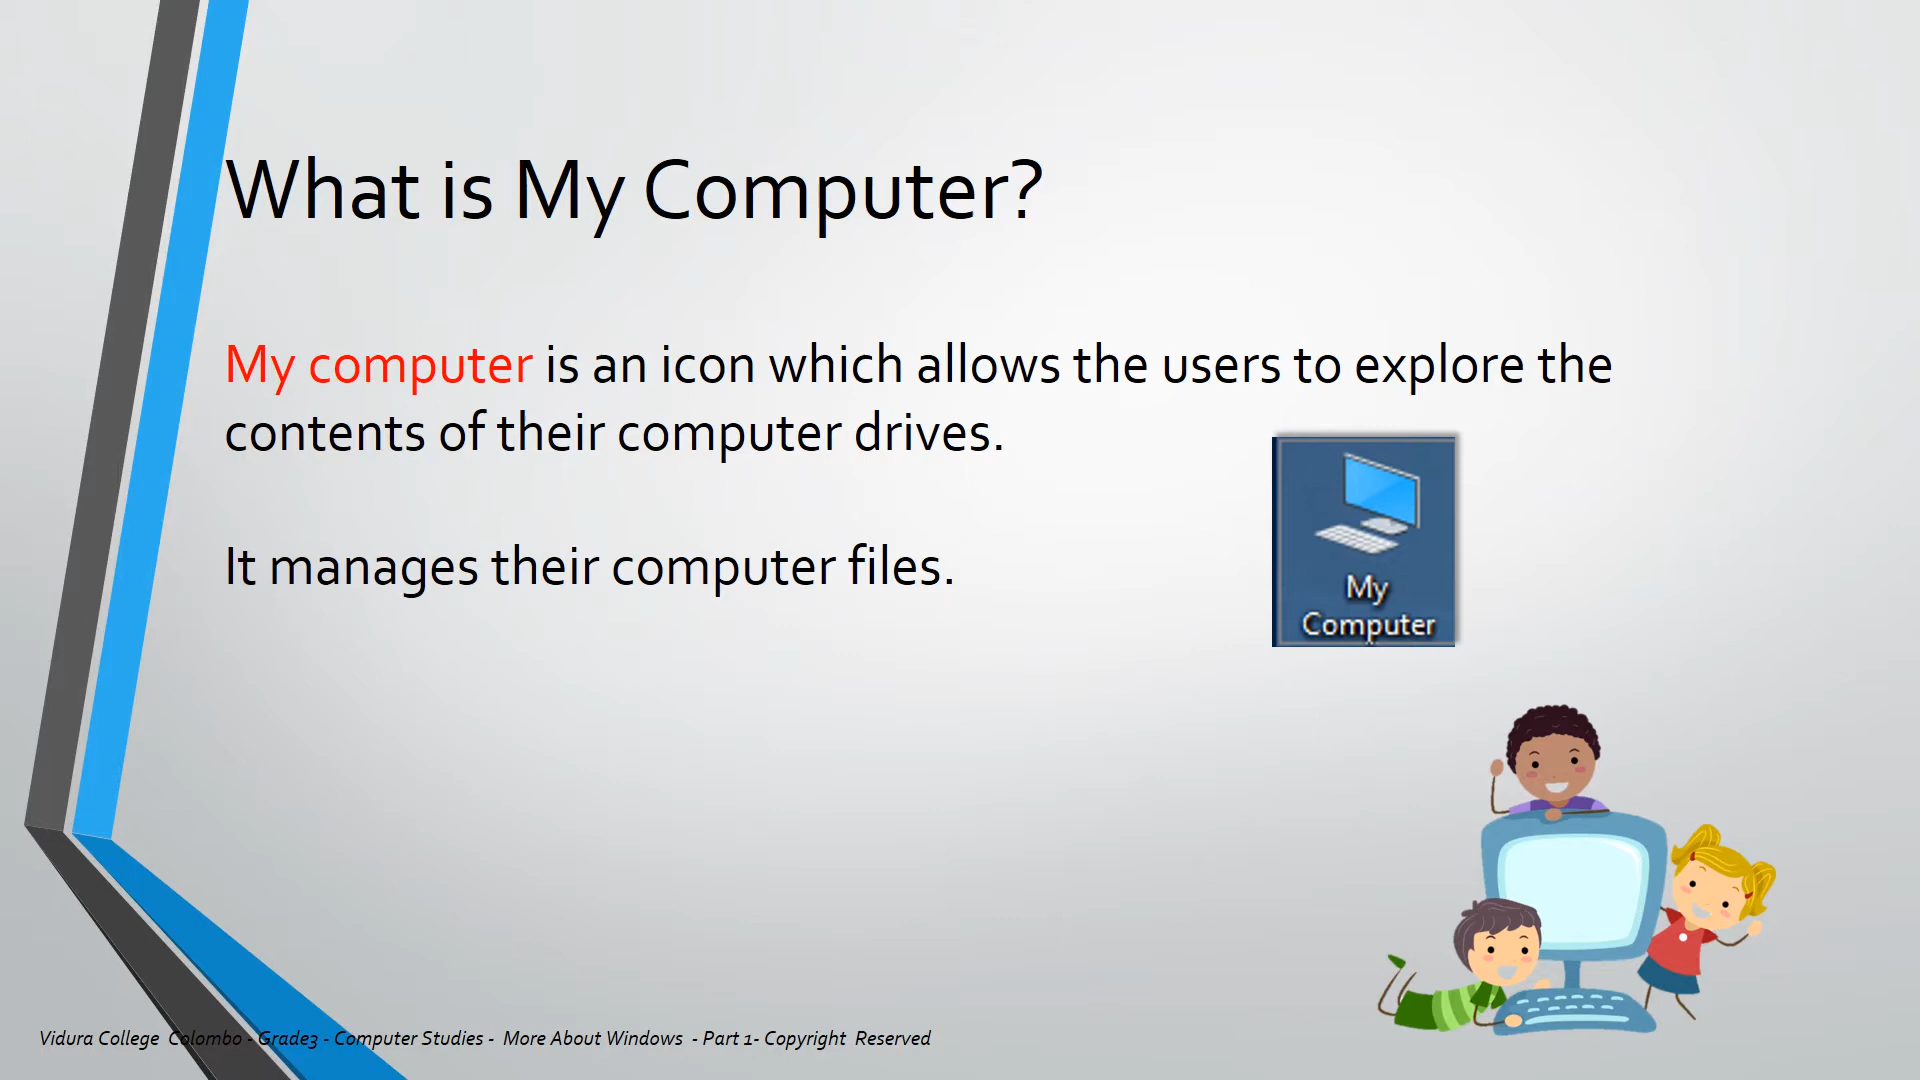 What is My Computer?
My computer is an icon which allows the users to explore the
contents of their computer drives.
It manages their computer files.
My
Computer
Vidura College Colombo - Grade3 - Computer Studies - More About Windows - Part 1- Copyright Reserved